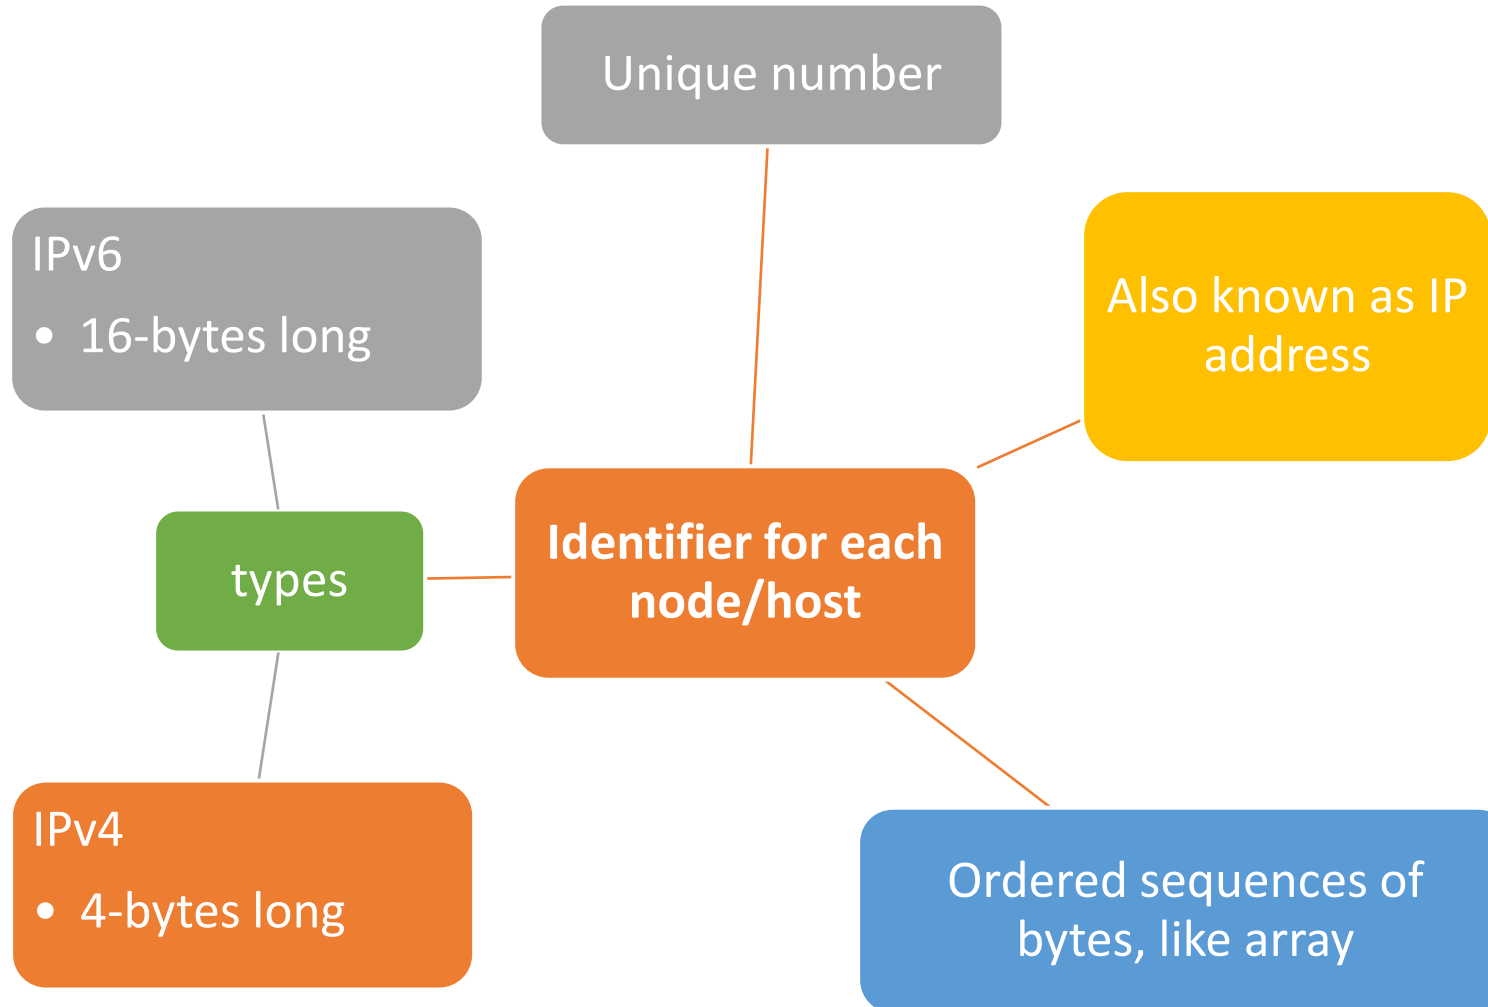 Unique number
IPv6
• 16-bytes long
Also known as IP
address
Identifier for each
node/host
types
IPv4
• 4-bytes long
Ordered sequences of
bytes, like array